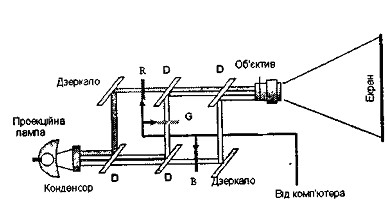 R D D Об'єктив
Дзеркало
Проекційна
лампа
G
Екран
Конденсор
D D B Дзеркало
Від комп'ютера